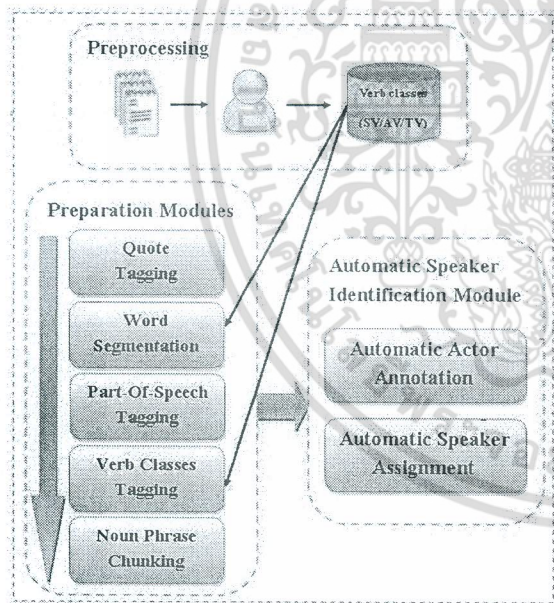 Preprocessing
Verb classes
(SV/AV/TV)
Preparation Modules
Quote
Tagging
Word
Segmentation
Part-Of-Speech
Tagging
Verb Classes
Tagging
Noun Phrase
Chunking
Automatic Speaker
Identification Module
Automatic Actor
Annotation
Automatic Speaker
Assignment